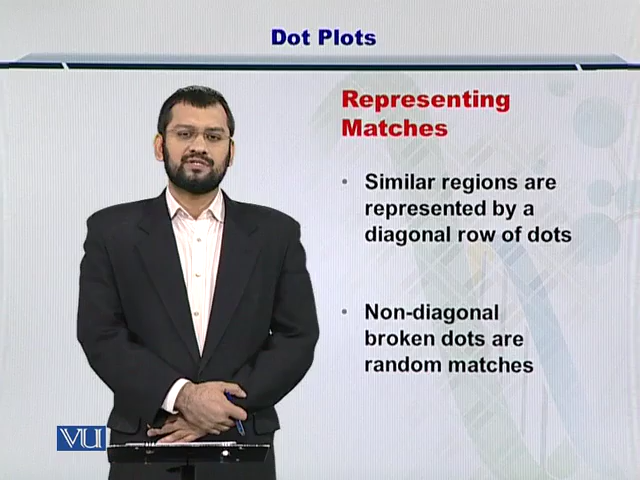 Dot Plots
Representing
Matches
• Similar regions are
represented by a
diagonal row of dots
• Non-diagonal
broken dots are
random matches
VU